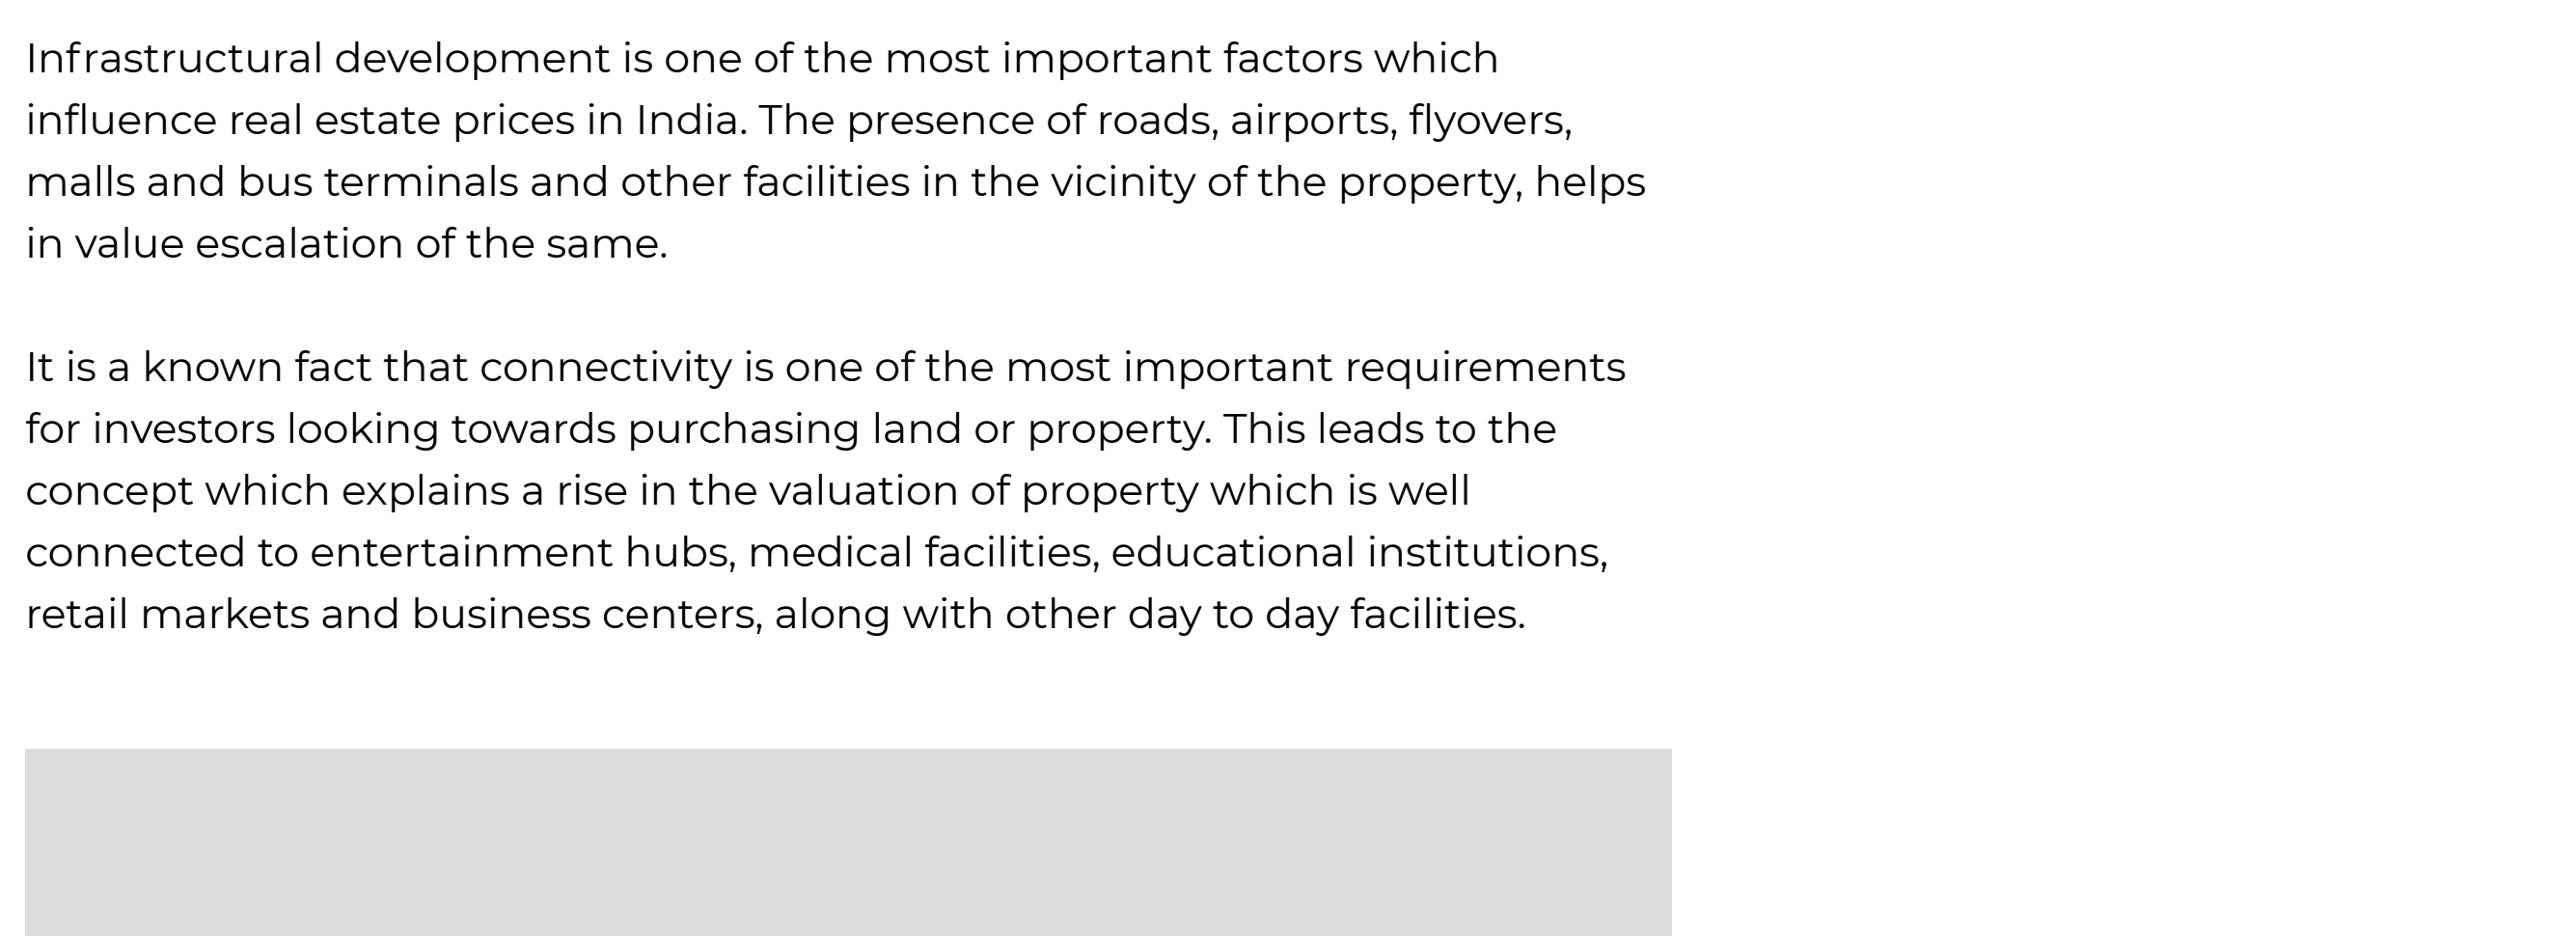 Infrastructural development is one of the most important factors which
influence real estate prices in India. The presence of roads, airports, flyovers,
malls and bus terminals and other facilities in the vicinity of the property, helps
in value escalation of the same.
It is a known fact that connectivity is one of the most important requirements
for investors looking towards purchasing land or property. This leads to the
concept which explains a rise in the valuation of property which is well
connected to entertainment hubs, medical facilities, educational institutions,
retail markets and business centers, along with other day to day facilities.